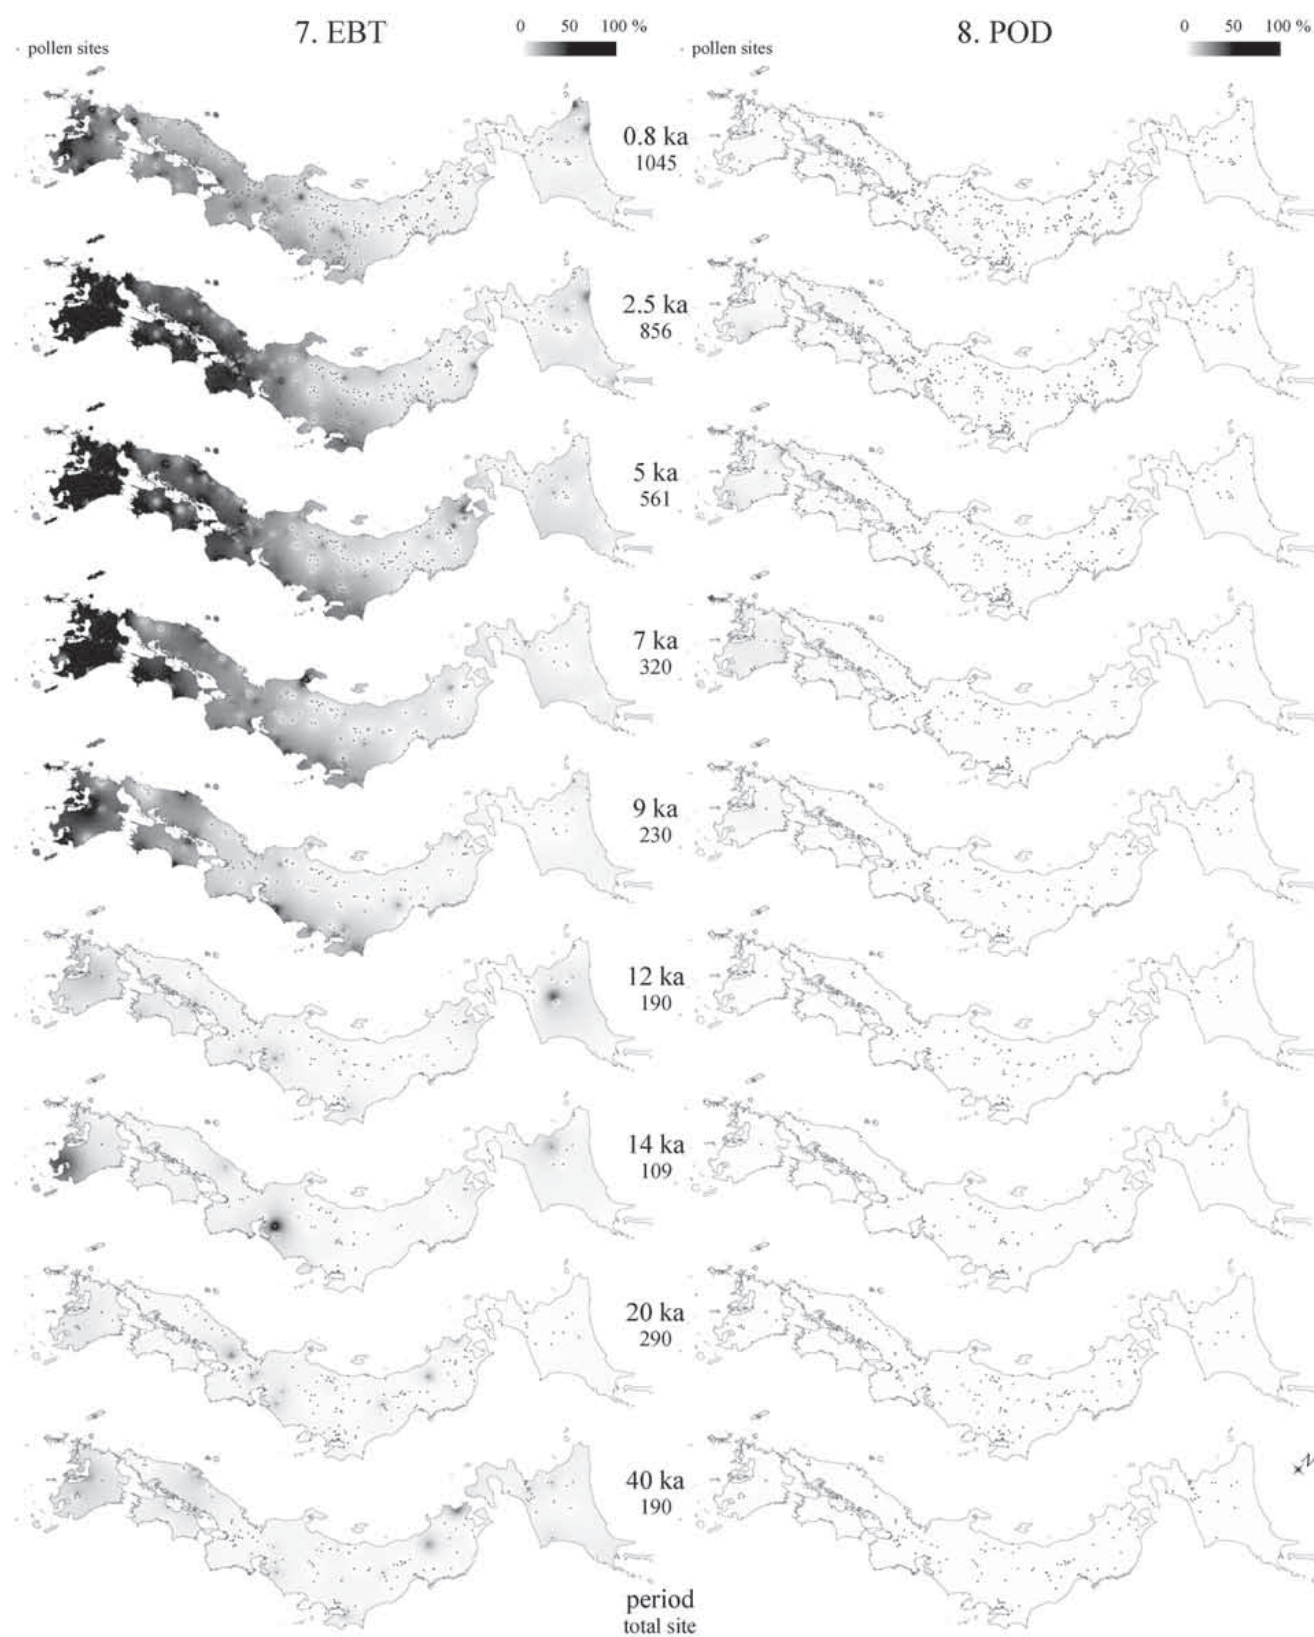 7. EBT
0 50 100 %
· pollen sites
8. POD
0 50 100 %
· pollen sites
0.8 ka
1045
2.5 ka
856
5 ka
561
7 ka
320
9 ka
230
12 ka
190
14 ka
109
20 ka
290
40 ka
190
N
period
total site